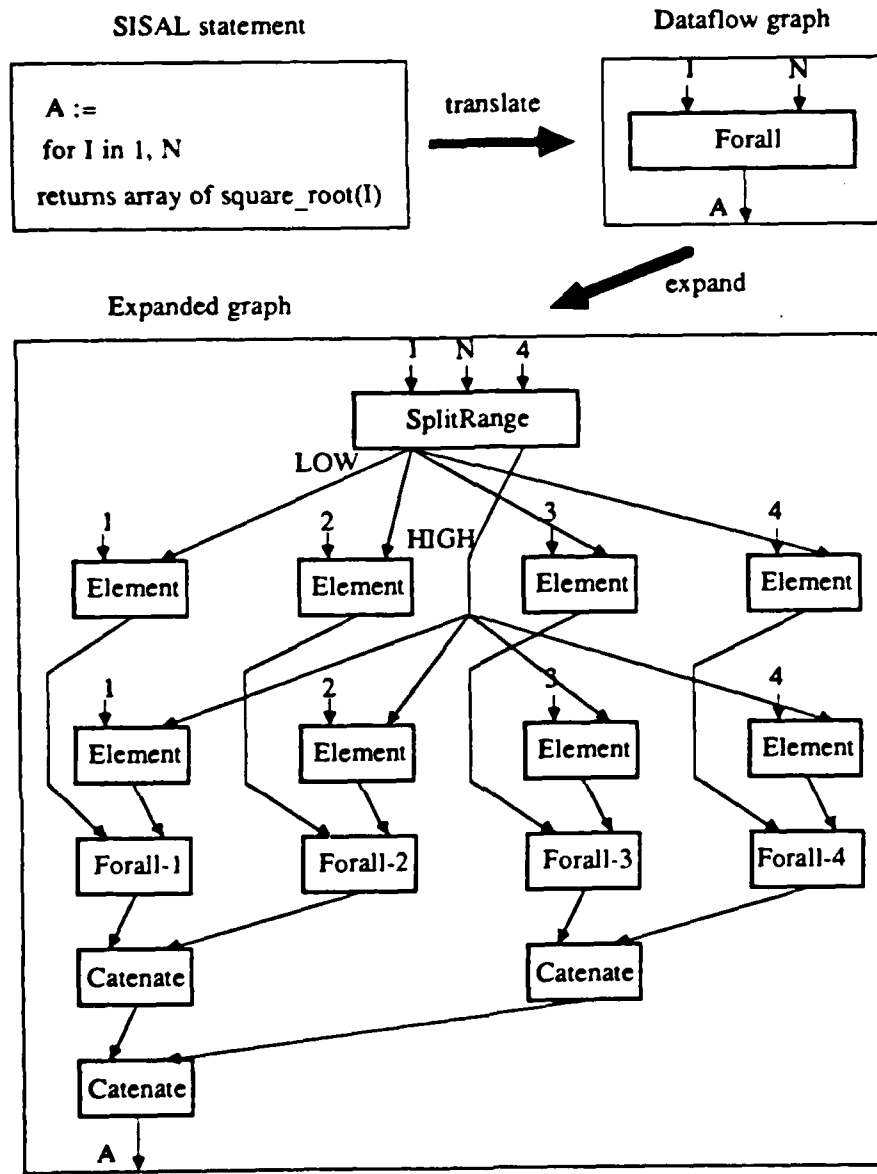 SISAL statement
Dataflow graph
A :=
for I in 1, N
returns array of square_root(I)
translate
1 N
Forall
A
expand
Expanded graph
1 N 4
SplitRange
LOW
HIGH
1 2 3 4
Element Element Element Element
1 2 3 4
Element Element Element Element
Forall-1 Forall-2 Forall-3 Forall-4
Catenate Catenate
Catenate
A